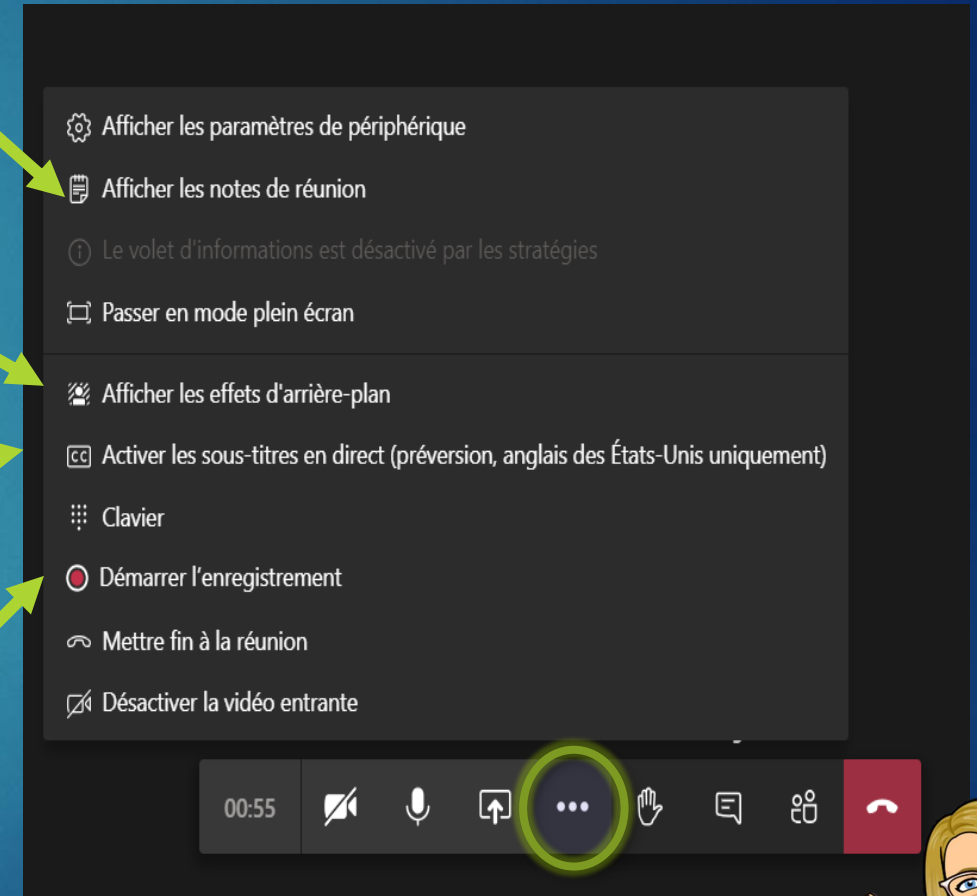 Afficher les paramètres de périphérique
Afficher les notes de réunion
Le volet d'informations est désactivé par les stratégies
Passer en mode plein écran
Afficher les effets d'arrière-plan
CC Activer les sous-titres en direct (préversion, anglais des États-Unis uniquement)
Clavier
Démarrer l'enregistrement
Mettre fin à la réunion
Désactiver la vidéo entrante
00:55